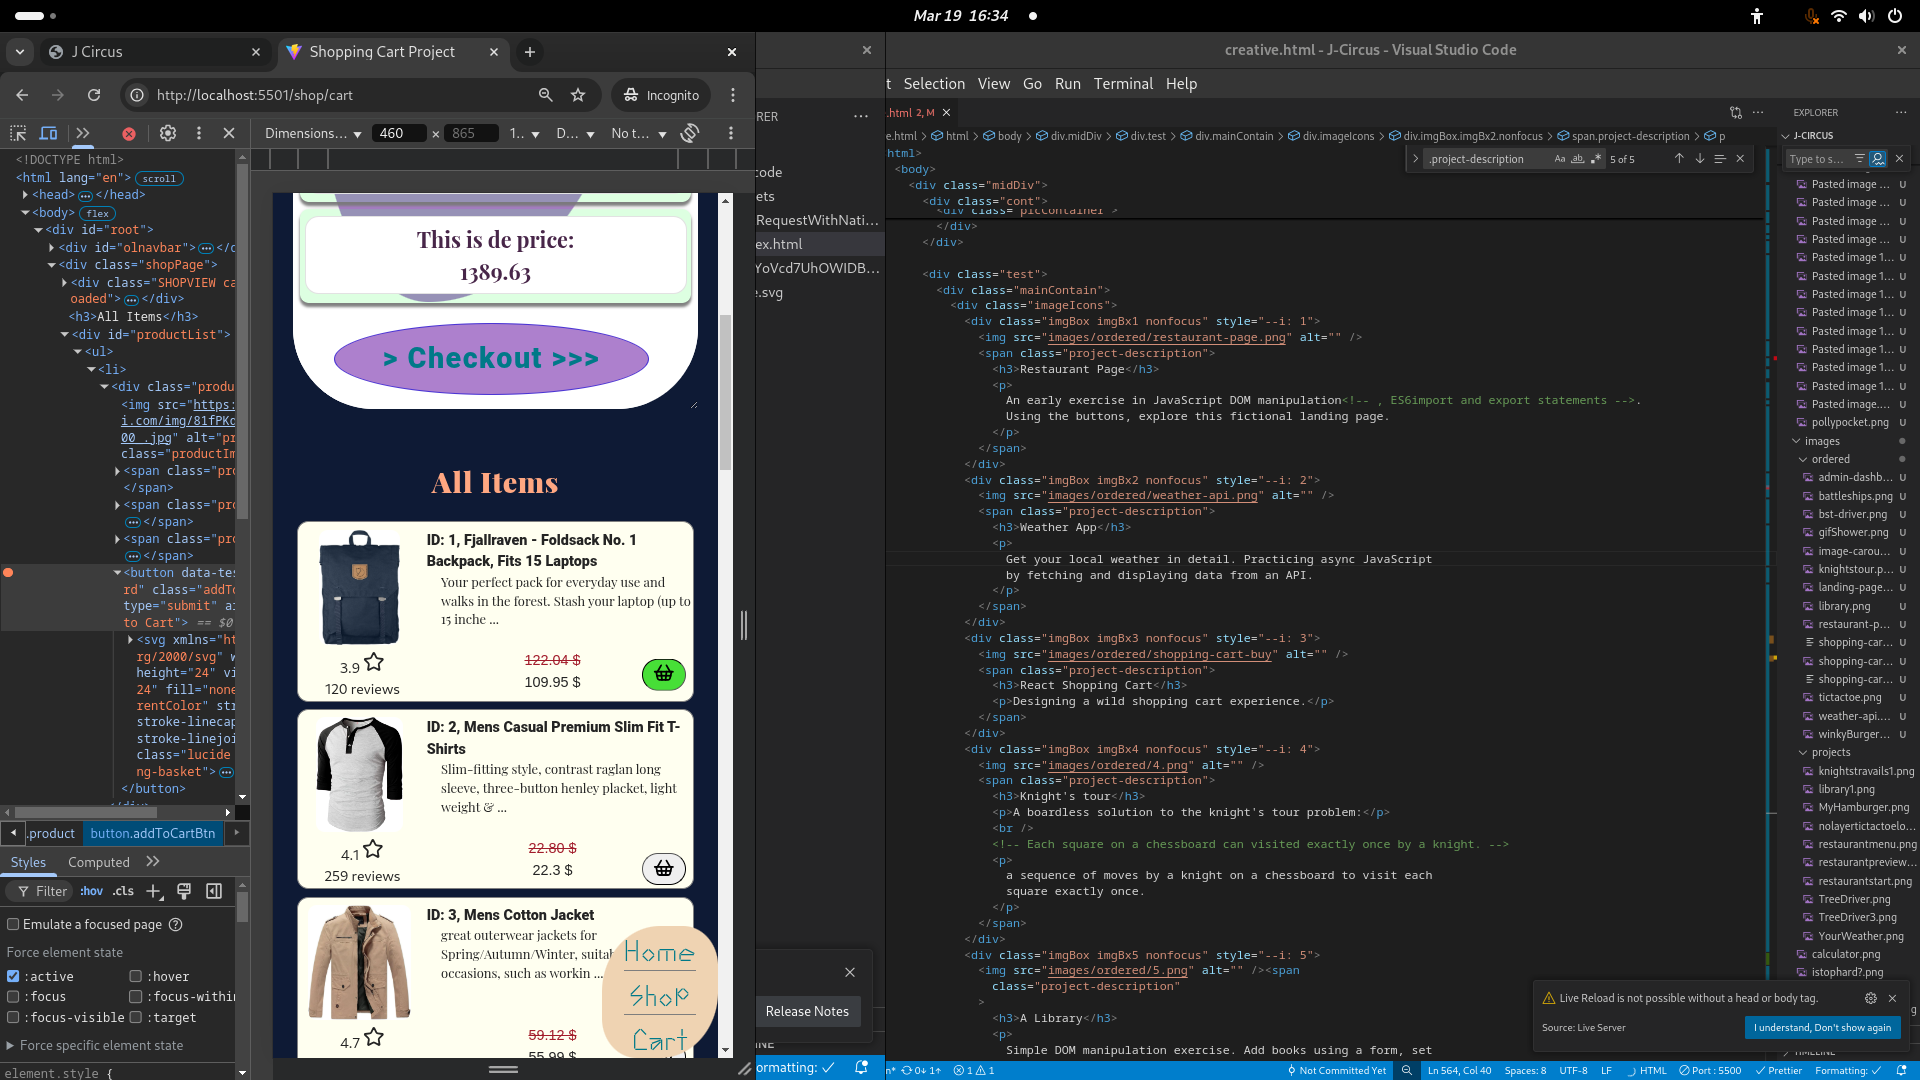 Mar 19 16:34
J Circus
Shopping Cart Project
http://localhost:5501/shop/cart
Incognito
Dimensions...
460 × 865
1..
D...
No t...
<!DOCTYPE html>
<html lang="en"> scroll
<head> </head>
<body> flex
<div id="root">
<div id="olnavbar">
<div class="shopPage">
<div class="SHOPVIEW ca
oaded"> </div>
<h3>All Items</h3>
<div id="productList">
<ul>
<li>
<div class="produ
<img src="https:
i.com/img/81fPKd
00_.jpg" alt="pr
class="productIm
<span class="pro
</span>
<span class="pro
</span>
<span class="pro
</span>
<button data-tes
rd" class="addTo
type="submit" ai
to Cart"> == $0
<svg xmlns="ht
rg/2000/svg" w
height="24" vi
24" fill="none
rentColor" str
stroke-linecap
stroke-linejoi
class="lucide
ng-basket">
</button>
.product
button.addToCartBtn
Styles
Computed
Filter
:hov
.cls
Emulate a focused page
Force element state
:active
:hover
:focus
:focus-within
:focus-visible
:target
Force specific element state
element.style {
This is de price:
1389.63
> Checkout >>>
All Items
ID: 1, Fjallraven - Foldsack No. 1
Backpack, Fits 15 Laptops
Your perfect pack for everyday use and
walks in the forest. Stash your laptop (up to
15 inche ...
3.9
120 reviews
122.04 $
109.95 $
ID: 2, Mens Casual Premium Slim Fit T-
Shirts
Slim-fitting style, contrast raglan long
sleeve, three-button henley placket, light
weight & ...
4.1
259 reviews
22.80 $
22.3 $
ID: 3, Mens Cotton Jacket
great outerwear jackets for
Spring/Autumn/Winter, suitab
occasions, such as workin ...
4.7
59.12 $
55.99 $
Home
Shop
Cart
RER
code
ets
RequestWithNati...
ex.html
YoVcd7UhOWIDB...
e.svg
Release Notes
INE
ormatting:
creative.html - J-Circus - Visual Studio Code
t Selection View Go Run Terminal Help
.html 2, M
e.html > html > body > div.midDiv > div.test > div.mainContain > div.imageIcons > div.imgBox.imgBx2.nonfocus > span.project-description > p
.project-description
Aa
ab
5 of 5
html>
<body>
<div class="midDiv">
<div class="cont">
<div class="picContainer">
</div>
</div>
<div class="test">
<div class="mainContain">
<div class="imageIcons">
<div class="imgBox imgBx1 nonfocus" style="--i: 1">
<img src="images/ordered/restaurant-page.png" alt="" />
<span class="project-description">
<h3>Restaurant Page</h3>
<p>
An early exercise in JavaScript DOM manipulation<!-- , ES6import and export statements -->.
Using the buttons, explore this fictional landing page.
</p>
</span>
</div>
<div class="imgBox imgBx2 nonfocus" style="--i: 2">
<img src="images/ordered/weather-api.png" alt="" />
<span class="project-description">
<h3>Weather App</h3>
<p>
Get your local weather in detail. Practicing async JavaScript
by fetching and displaying data from an API.
</p>
</span>
</div>
<div class="imgBox imgBx3 nonfocus" style="--i: 3">
<img src="images/ordered/shopping-cart-buy" alt="" />
<span class="project-description">
<h3>React Shopping Cart</h3>
<p>Designing a wild shopping cart experience.</p>
</span>
</div>
<div class="imgBox imgBx4 nonfocus" style="--i: 4">
<img src="images/ordered/4.png" alt="" />
<span class="project-description">
<h3>Knight's tour</h3>
<p>A boardless solution to the knight's tour problem:</p>
<br />
<!-- Each square on a chessboard can visited exactly once by a knight. -->
<p>
a sequence of moves by a knight on a chessboard to visit each
square exactly once.
</p>
</span>
</div>
<div class="imgBox imgBx5 nonfocus" style="--i: 5">
<img src="images/ordered/5.png" alt="" /><span
class="project-description"
>
<h3>A Library</h3>
<p>
Simple DOM manipulation exercise. Add books using a form, set
EXPLORER
J-CIRCUS
Type to s...
Pasted image ... U
Pasted image ... U
Pasted image ... U
Pasted image ... U
Pasted image 1... U
Pasted image 1... U
Pasted image 1... U
Pasted image 1... U
Pasted image 1... U
Pasted image 1... U
Pasted image 1... U
Pasted image 1... U
Pasted image.... U
pollypocket.png U
images
ordered
admin-dashb... U
battleships.png U
bst-driver.png U
gifShower.png U
image-carou... U
knightstour.p... U
landing-page... U
library.png U
restaurant-p... U
shopping-car... U
shopping-car... U
shopping-car... U
tictactoe.png U
weather-api.... U
winkyBurger... U
projects
knightstravails1.png
library1.png
MyHamburger.png
nolayertictactoelo...
restaurantmenu.png
restaurantpreview...
restaurantstart.png
TreeDriver.png
TreeDriver3.png
YourWeather.png
calculator.png
istophard?.png
Live Reload is not possible without a head or body tag.
Source: Live Server
I understand, Don't show again
TIMELINE
0↓ 1↑
1 1
Not Committed Yet
Ln 564, Col 40
Spaces: 8
UTF-8
LF
HTML
Port : 5500
Prettier
Formatting: